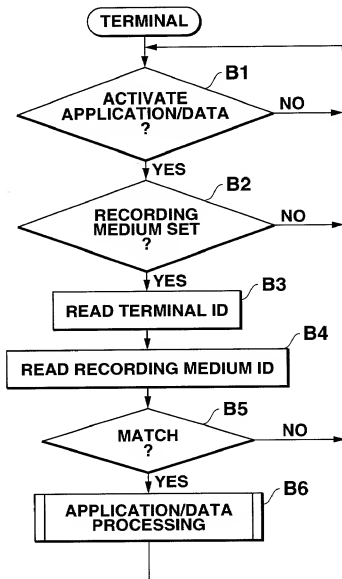 TERMINAL
B1
ACTIVATE
APPLICATION/DATA
?
NO
YES
B2
RECORDING
MEDIUM SET
?
NO
YES
B3
READ TERMINAL ID
B4
READ RECORDING MEDIUM ID
B5
MATCH
?
NO
YES
B6
APPLICATION/DATA
PROCESSING